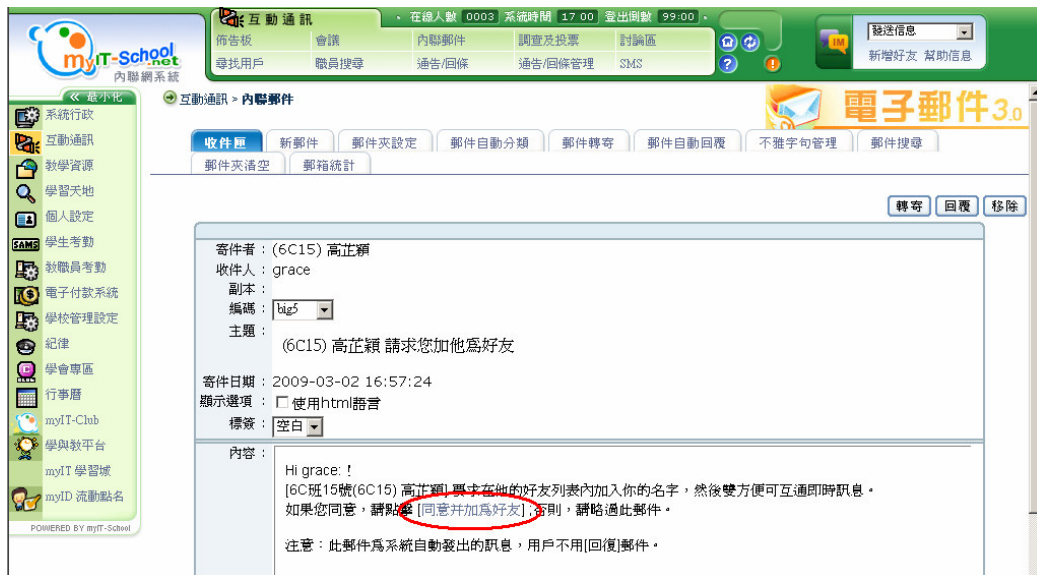 互動通訊
· 在線人數 0003 系統時間 17 00 登出倒數 99:00 ·
myIT-School.net
內聯網系統
佈告板 會議 內聯郵件 調查及投票 討論區
尋找用戶 職員搜尋 通告/回條 通告/回條管理 SMS
IM
發送信息
新增好友 幫助信息
« 最小化
系統行政
互動通訊
教學資源
學習天地
個人設定
SAMS 學生考勤
教職員考勤
電子付款系統
學校管理設定
紀律
學會專區
行事曆
myIT-Club
學與教平台
myIT 學習城
myID 流動點名
POWERED BY myIT-School
互動通訊 > 內聯郵件
電子郵件3.0
收件匣 新郵件 郵件夾設定 郵件自動分類 郵件轉寄 郵件自動回覆 不雅字句管理 郵件搜尋
郵件夾清空 郵箱統計
轉寄 回覆 移除
寄件者: (6C15) 高芷穎
收件人: grace
副本:
編碼: big5
主題:
(6C15) 高芷穎 請求您加他爲好友
寄件日期: 2009-03-02 16:57:24
顯示選項: 使用html語言
標簽: 空白
內容:
Hi grace: !
[6C班15號(6C15) 高芷穎] 要求在他的好友列表內加入你的名字，然後雙方便可互通即時訊息。
如果您同意，請點擊 [同意并加爲好友] ;否則，請略過此郵件。
注意：此郵件爲系統自動發出的訊息，用戶不用[回復]郵件。